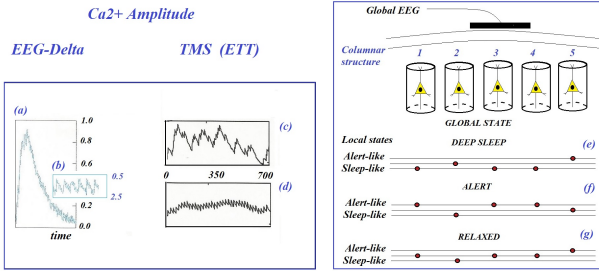 Ca2+ Amplitude
EEG-Delta
TMS (ETT)
(a)
1.0
0.8
0.6
(b)
0.5
2.5
0.2
0.0
time
(c)
0
350
700
(d)
Global EEG
Columnar
structure
1
2
3
4
5
GLOBAL STATE
Local states
DEEP SLEEP
(e)
Alert-like
Sleep-like
ALERT
(f)
Alert-like
Sleep-like
RELAXED
(g)
Alert-like
Sleep-like